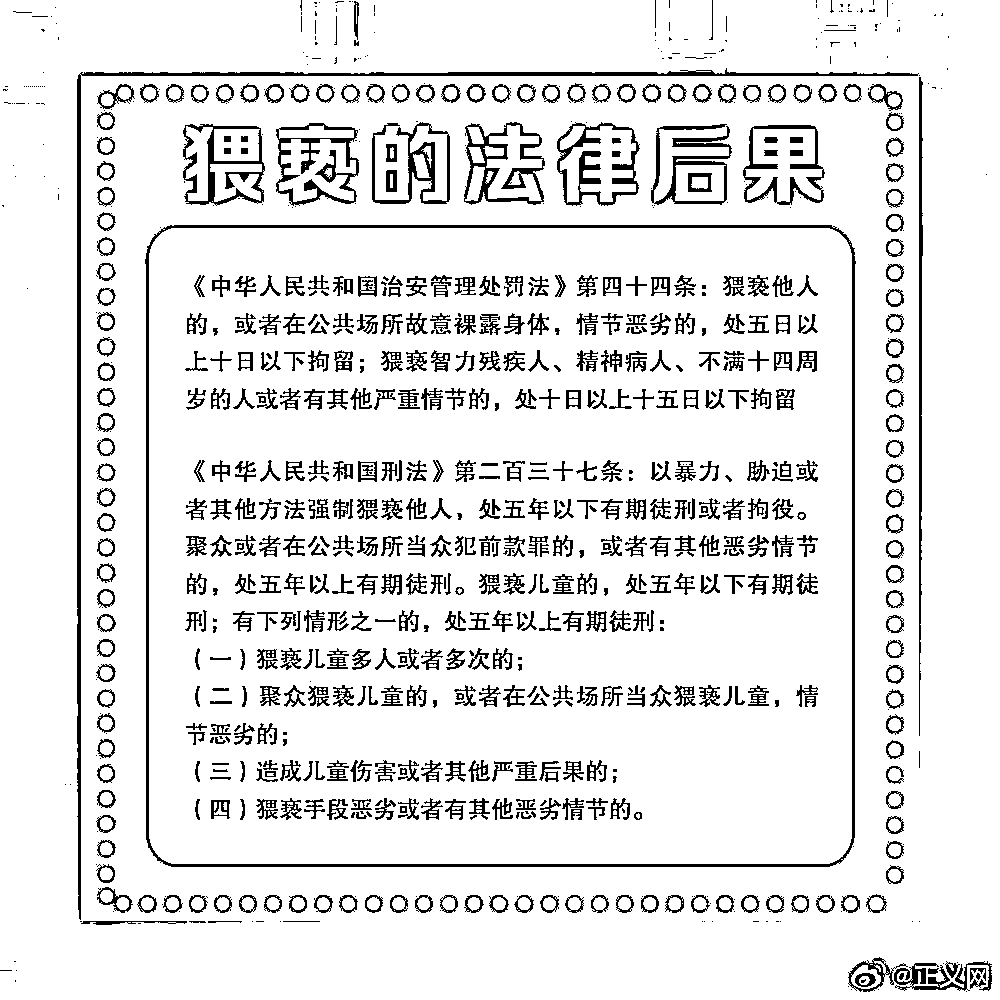 猥亵的法律后果
《中华人民共和国治安管理处罚法》第四十四条：猥亵他人
的，或者在公共场所故意裸露身体，情节恶劣的，处五日以
上十日以下拘留；猥亵智力残疾人、精神病人、不满十四周
岁的人或者有其他严重情节的，处十日以上十五日以下拘留
《中华人民共和国刑法》第二百三十七条：以暴力、胁迫或
者其他方法强制猥亵他人，处五年以下有期徒刑或者拘役。
聚众或者在公共场所当众犯前款罪的，或者有其他恶劣情节
的，处五年以上有期徒刑。猥亵儿童的，处五年以下有期徒
刑；有下列情形之一的，处五年以上有期徒刑：
（一）猥亵儿童多人或者多次的；
（二）聚众猥亵儿童的，或者在公共场所当众猥亵儿童，情
节恶劣的；
（三）造成儿童伤害或者其他严重后果的；
（四）猥亵手段恶劣或者有其他恶劣情节的。
@正义网